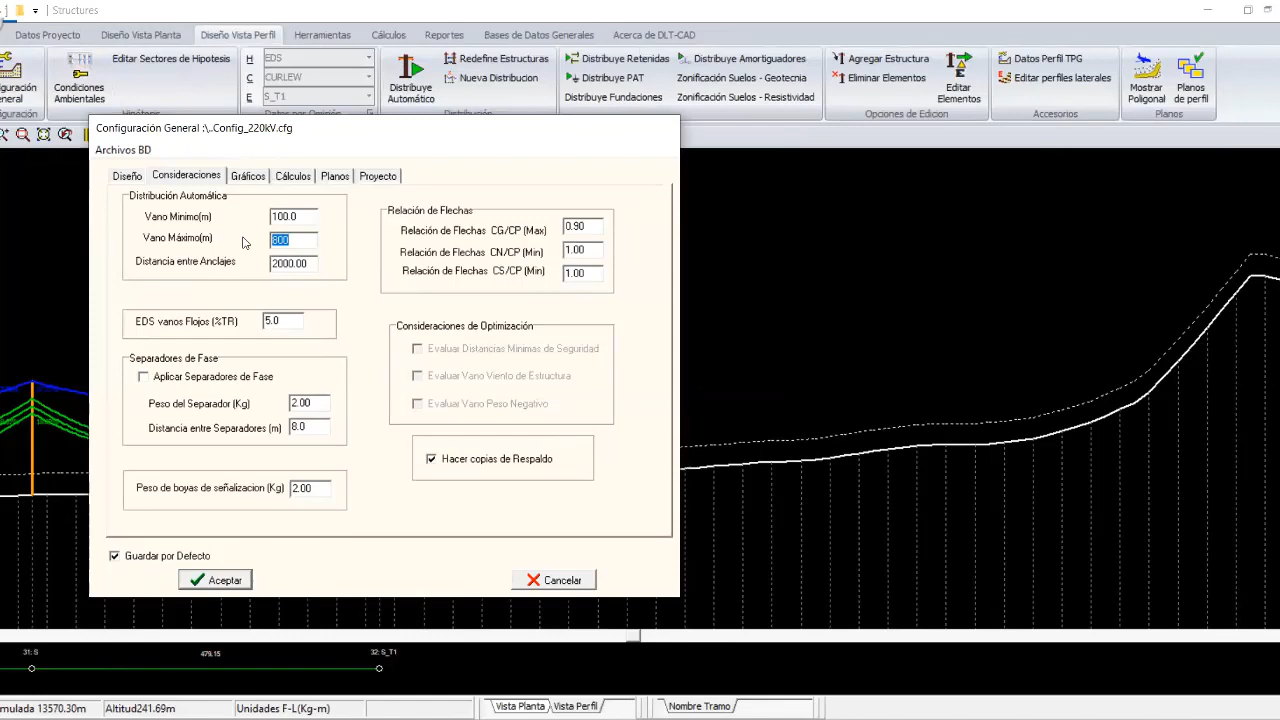 Structures
Datos Proyecto Diseño Vista Planta Diseño Vista Perfil Herramientas Cálculos Reportes Bases de Datos Generales Acerca de DLT-CAD
Condiciones Ambientales
Editar Sectores de Hipotesis
Hipótesis
H EDS
C CURLEW
E S_T1
Datos por Opinión
Distribuye Automático
Redefine Estructuras
Nueva Distribucion
Distribuye Retenidas
Distribuye PAT
Distribuye Fundaciones
Distribuye Amortiguadores
Zonificación Suelos - Geotecnia
Zonificación Suelos - Resistividad
Agregar Estructura
Eliminar Elementos
Editar Elementos
Opciones de Edicion
Datos Perfil TPG
Editar perfiles laterales
Accesorios
Mostrar Poligonal
Planos de perfil
Planos
Configuración General :\..Config_220kV.cfg
Archivos BD
Diseño Consideraciones Gráficos Cálculos Planos Proyecto
Distribución Automática
Vano Minimo(m) 100.0
Vano Máximo(m) 800
Distancia entre Anclajes 2000.00
EDS vanos Flojos (%TR) 5.0
Separadores de Fase
Aplicar Separadores de Fase
Peso del Separador (Kg) 2.00
Distancia entre Separadores (m) 8.0
Peso de boyas de señalizacion (Kg) 2.00
Relación de Flechas
Relación de Flechas CG/CP (Max) 0.90
Relación de Flechas CN/CP (Min) 1.00
Relación de Flechas CS/CP (Min) 1.00
Consideraciones de Optimización
Evaluar Distancias Minimas de Seguridad
Evaluar Vano Viento de Estructura
Evaluar Vano Peso Negativo
Hacer copias de Respaldo
Guardar por Defecto
Aceptar
Cancelar
31: S 479.15 32: S_T1
mulada 13570.30m Altitud241.69m Unidades F-L(Kg-m) Vista Planta Vista Perfil Nombre Tramo